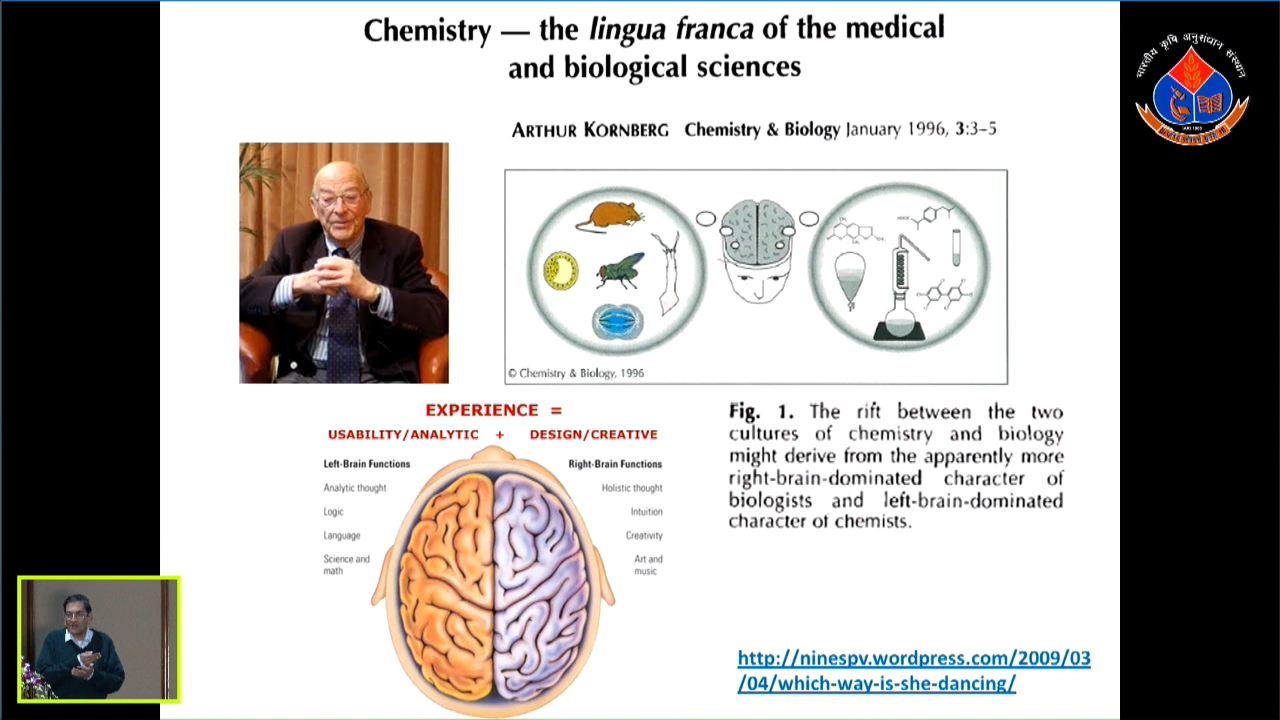 Chemistry — the lingua franca of the medical
and biological sciences
ARTHUR KORNBERG Chemistry & Biology January 1996, 3:3–5
भारतीय कृषि अनुसंधान संस्थान
© Chemistry & Biology, 1996
EXPERIENCE =
USABILITY/ANALYTIC + DESIGN/CREATIVE
Left-Brain Functions
Analytic thought
Logic
Language
Science and
math
Right-Brain Functions
Holistic thought
Intuition
Creativity
Art and
music
Fig. 1. The rift between the two
cultures of chemistry and biology
might derive from the apparently more
right-brain-dominated character of
biologists and left-brain-dominated
character of chemists.
http://ninespv.wordpress.com/2009/03
/04/which-way-is-she-dancing/